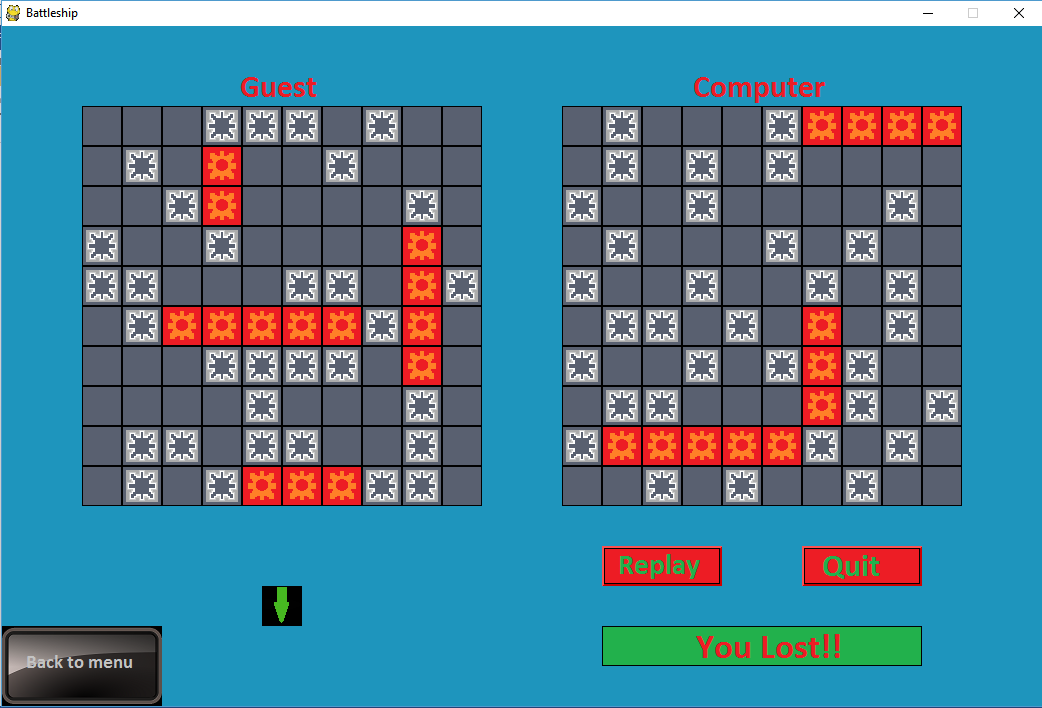 Battleship
Guest
Computer
Replay
Quit
You Lost!!
Back to menu